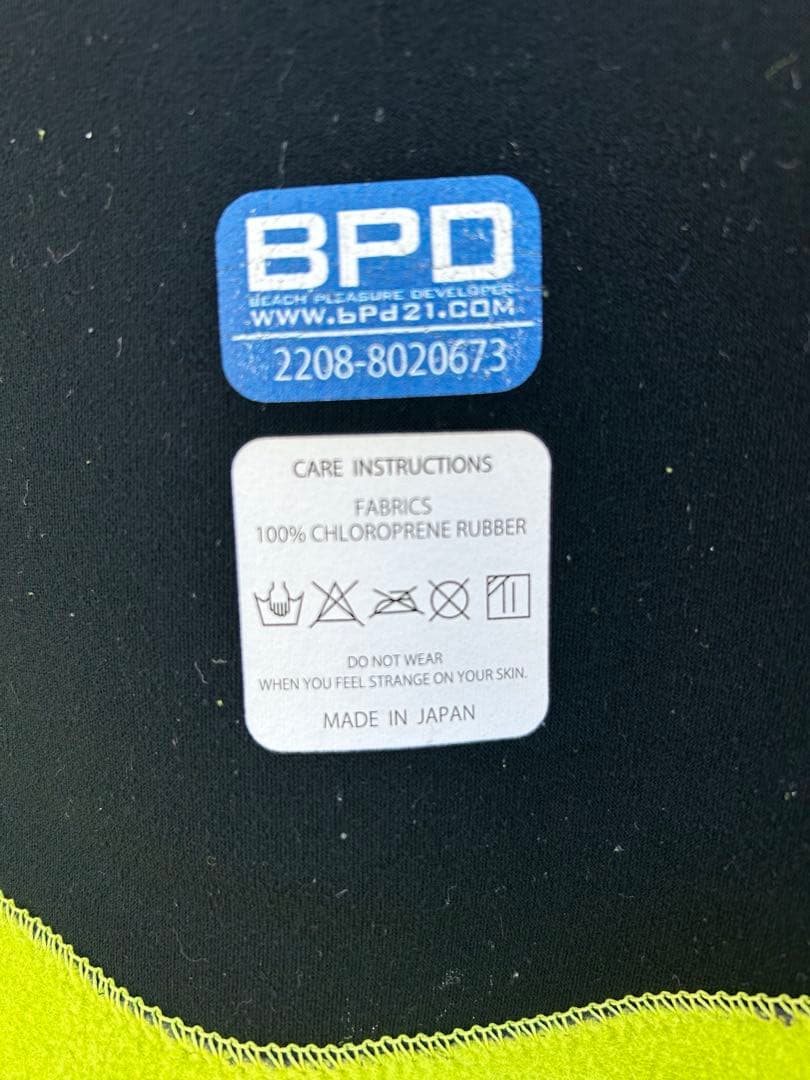 BPD
BEACH PLEASURE DEVELOPER
WWW.bPd21.COM
2208-8020673
CARE INSTRUCTIONS
FABRICS
100% CHLOROPRENE RUBBER
DO NOT WEAR
WHEN YOU FEEL STRANGE ON YOUR SKIN.
MADE IN JAPAN